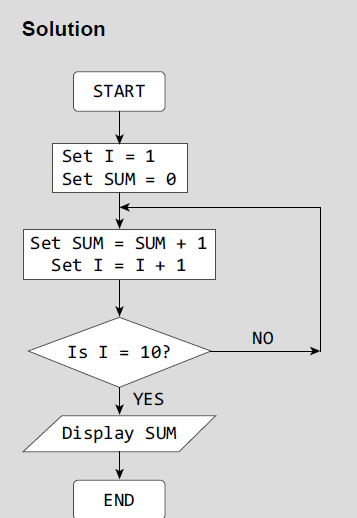 Solution
START
Set I = 1
Set SUM = 0
Set SUM = SUM + 1
Set I = I + 1
Is I = 10?
NO
YES
Display SUM
END